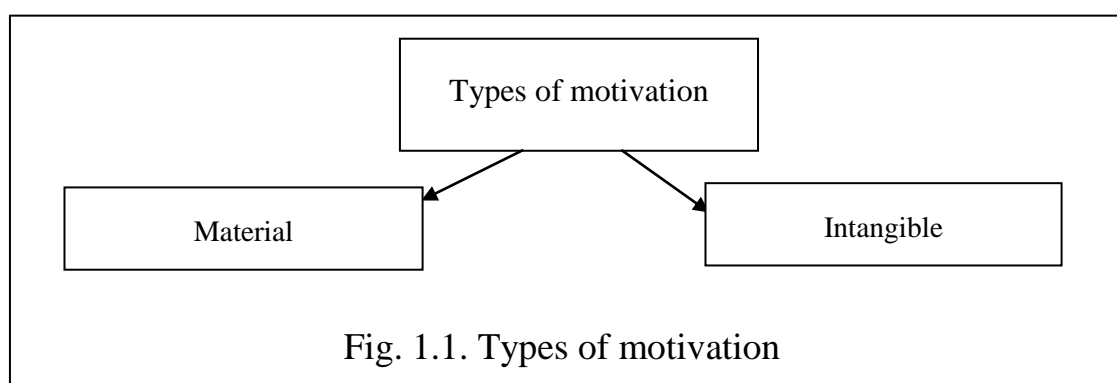 Types of motivation
Material
Intangible
Fig. 1.1. Types of motivation